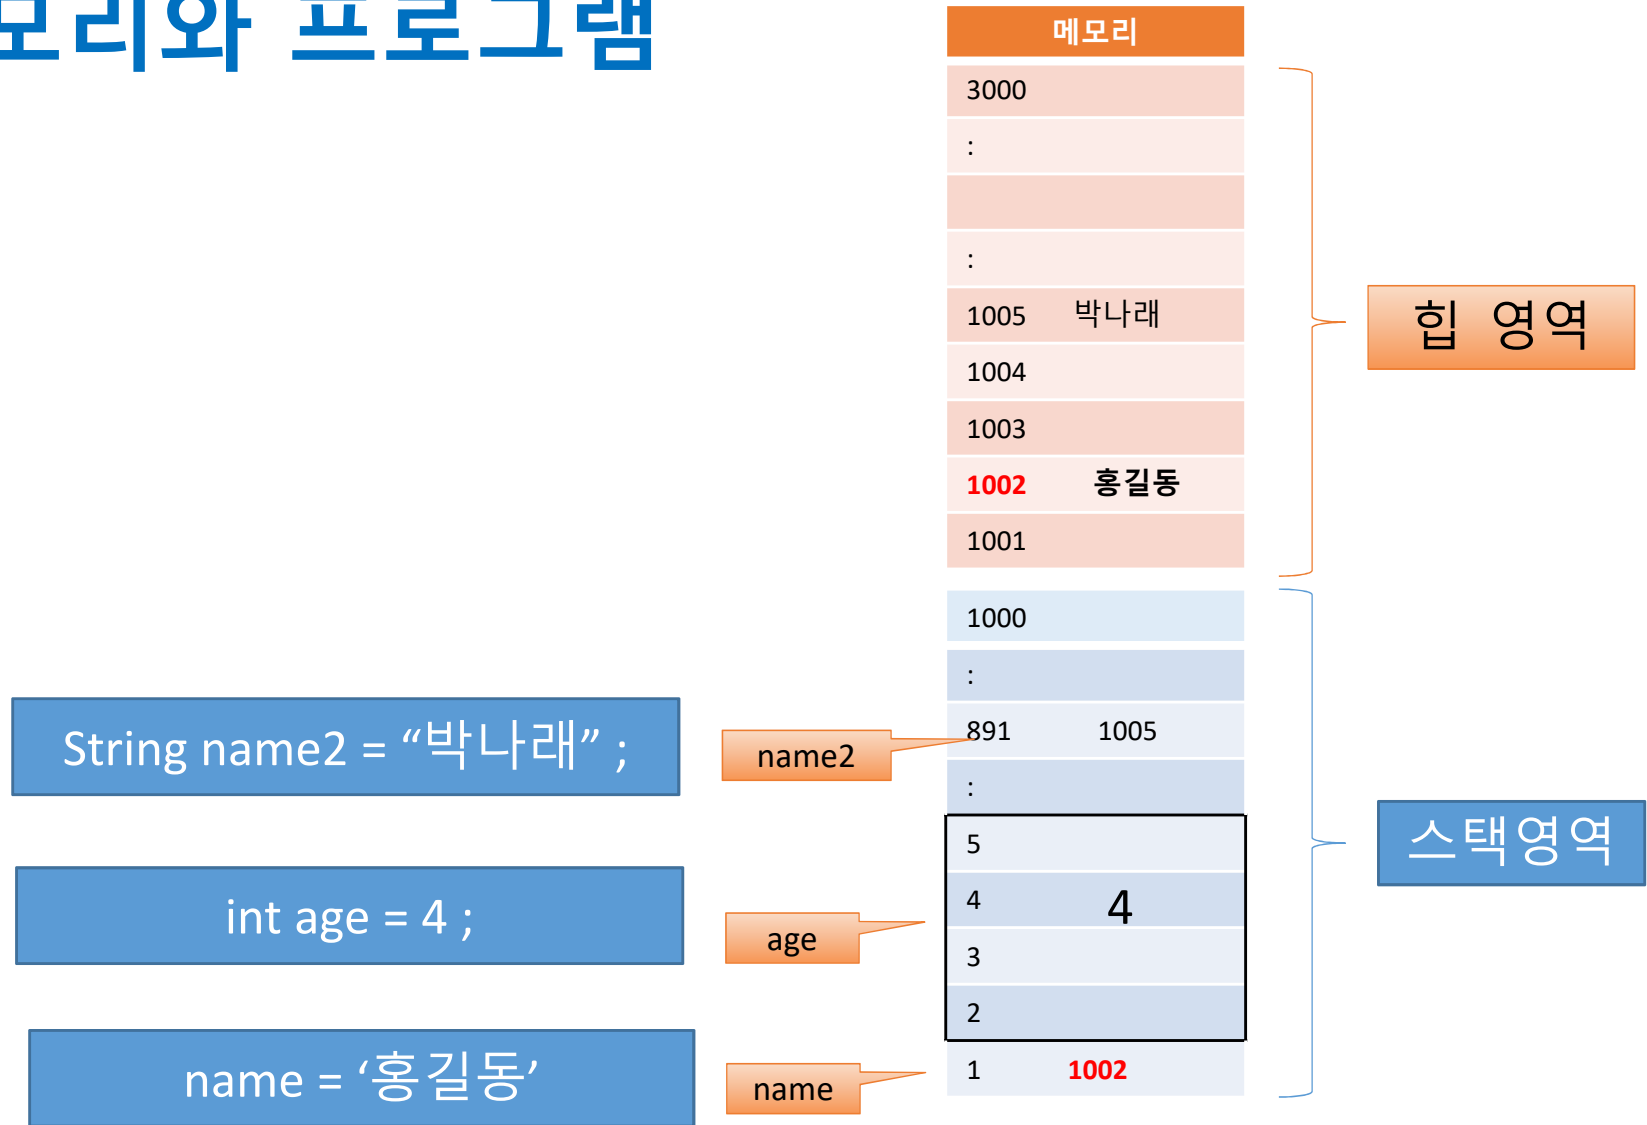 모리와 프로그램
메모리
3000
:
:
1005 박나래
1004
1003
1002 홍길동
1001
힙 영역
1000
:
891 1005
:
5
4 4
3
2
1 1002
스택영역
String name2 = “박나래” ;
name2
int age = 4 ;
age
name = ‘홍길동’
name